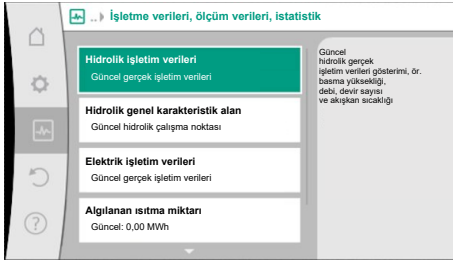 ..) İşletme verileri, ölçüm verileri, istatistik
Hidrolik işletim verileri
Güncel gerçek işletim verileri
Hidrolik genel karakteristik alan
Güncel hidrolik çalışma noktası
Elektrik işletim verileri
Güncel gerçek işletim verileri
Algılanan ısıtma miktarı
Güncel: 0,00 MWh
Güncel
hidrolik gerçek
işletim verileri gösterimi, ör.
basma yüksekliği,
debi, devir sayısı
ve akışkan sıcaklığı